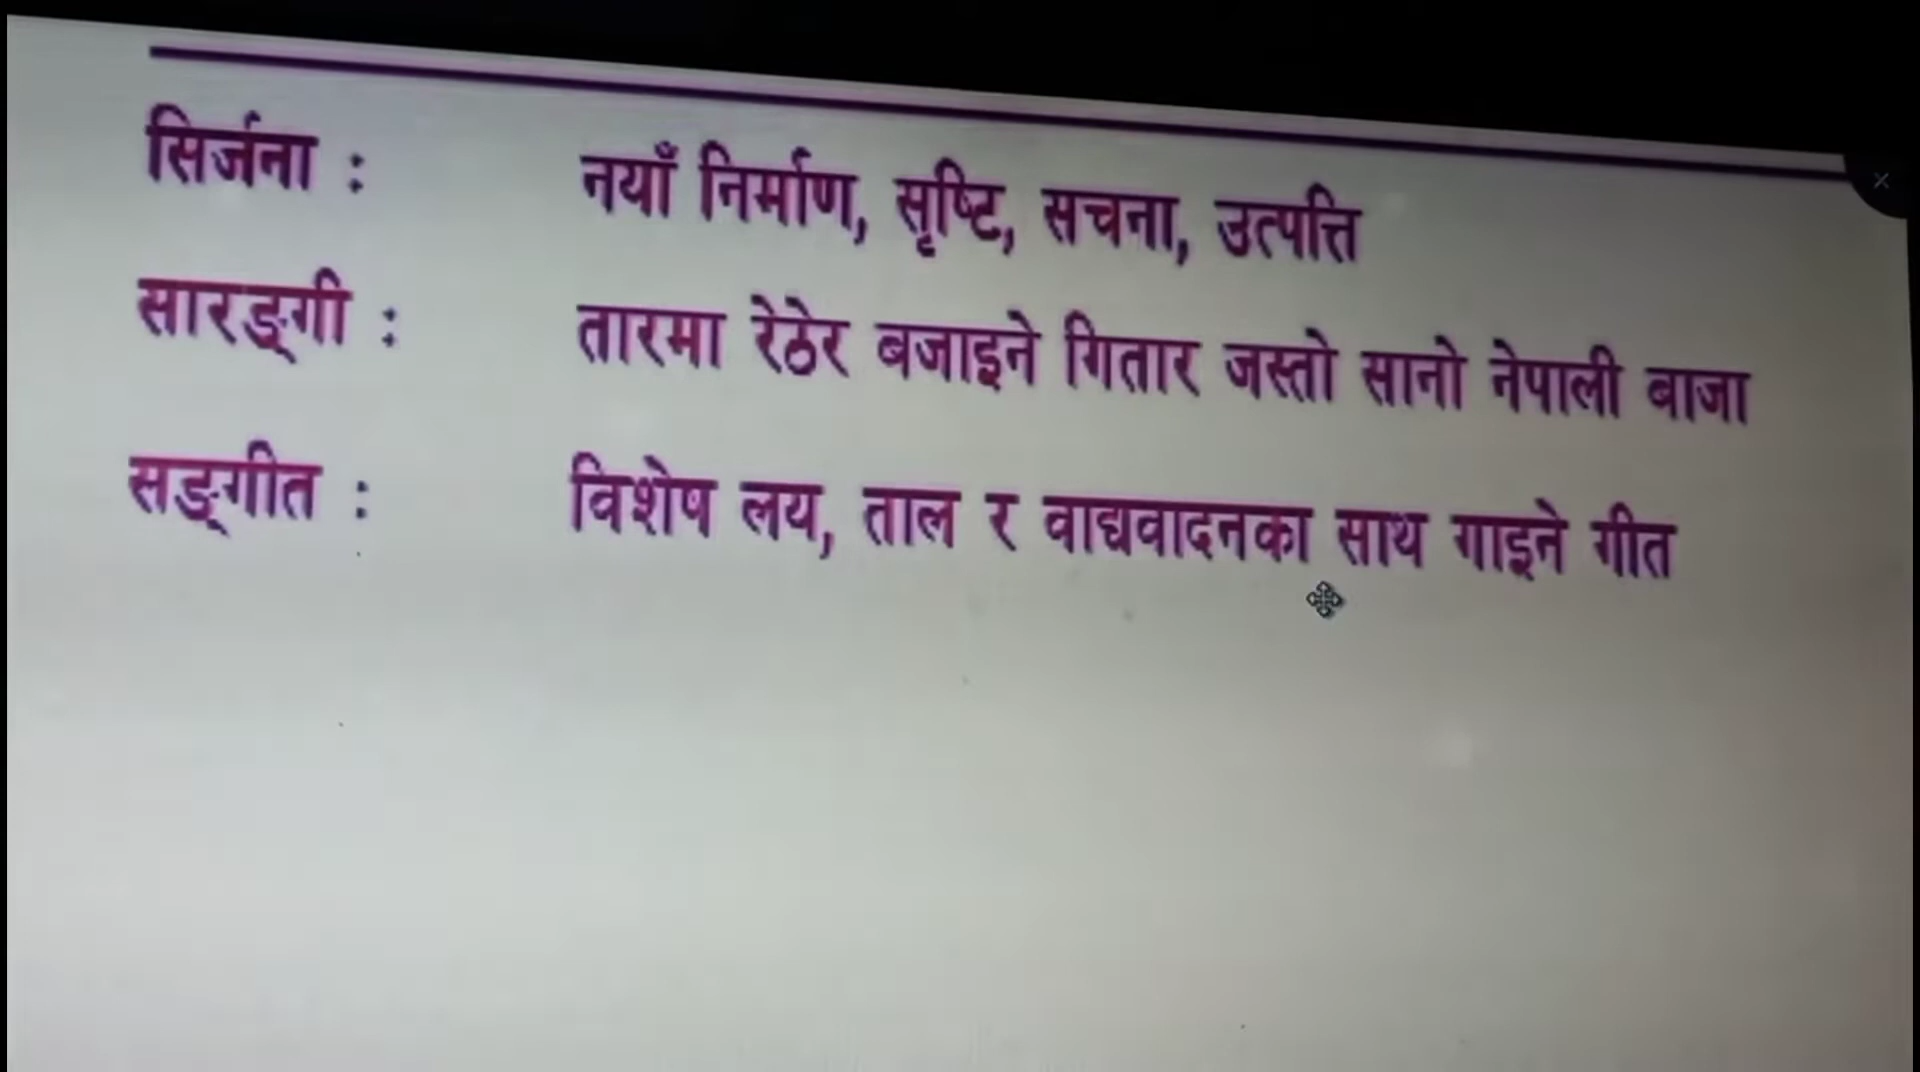 सिर्जना : नयाँ निर्माण, सृष्टि, सचना, उत्पत्ति
सारङ्गी : तारमा रेठेर बजाइने गितार जस्तो सानो नेपाली बाजा
सङ्गीत : विशेष लय, ताल र वाद्यवादनका साथ गाइने गीत